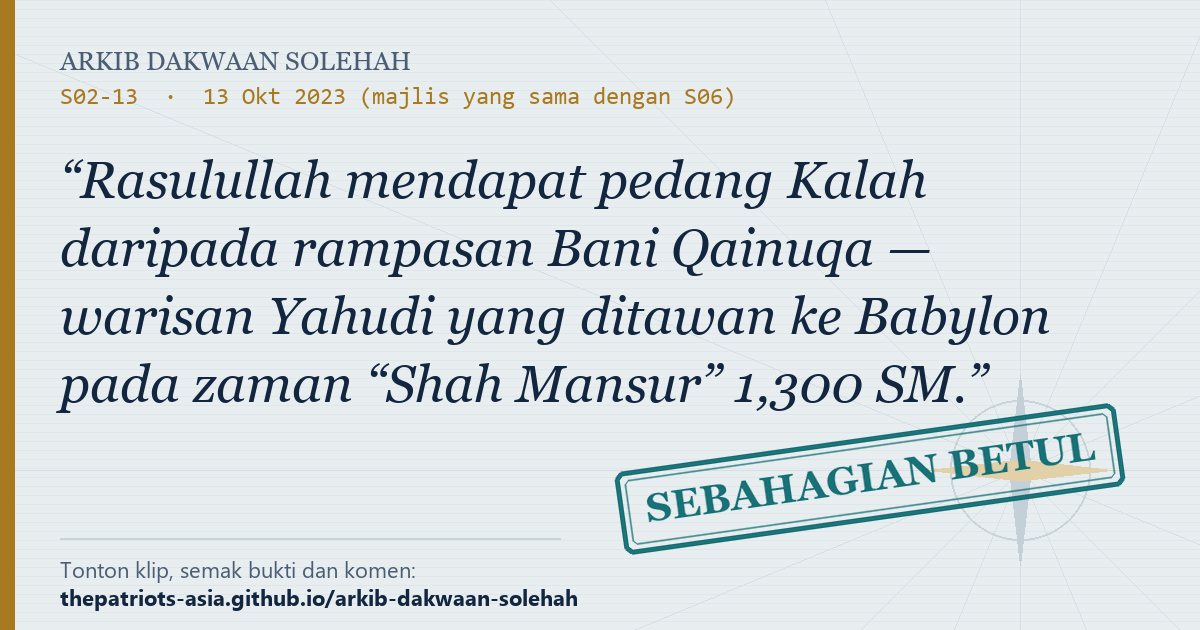 ARKIB DAKWAAN SOLEHAH
S02-13 · 13 Okt 2023 (majlis yang sama dengan S06)
“Rasulullah mendapat pedang Kalah
daripada rampasan Bani Qainuqa —
warisan Yahudi yang ditawan ke Babylon
pada zaman “Shah Mansur” 1,300 SM.”
SEBAHAGIAN BETUL
Tonton klip, semak bukti dan komen:
thepatriots-asia.github.io/arkib-dakwaan-solehah